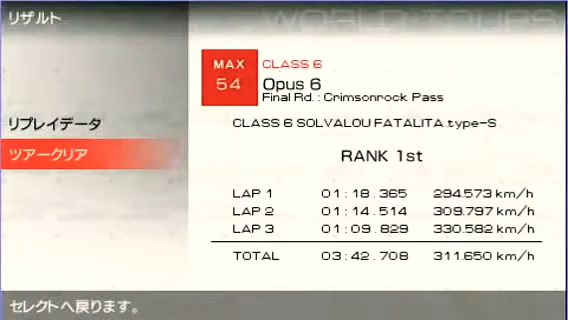 リザルト
WORLD TOURS
MAX
54
CLASS 6
Opus 6
Final Rd. : Crimsonrock Pass
リプレイデータ
CLASS 6 SOLVALOU FATALITA type-S
ツアークリア
RANK 1st
LAP 1 01 : 18 . 365 294.573 km/h
LAP 2 01 : 14 . 514 309.797 km/h
LAP 3 01 : 09 . 829 330.582 km/h
TOTAL 03 : 42 . 708 311.650 km/h
セレクトへ戻ります。